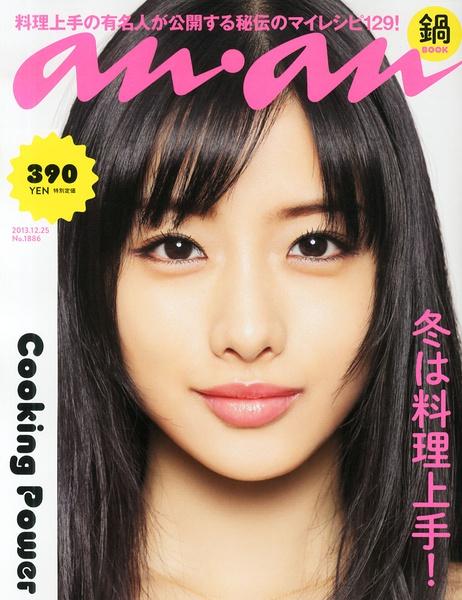 料理上手の有名人が公開する秘伝のマイレシピ129!
an・an
鍋
BOOK
390
YEN 特別定価
2013.12.25
No.1886
冬は料理上手！
Cooking Power